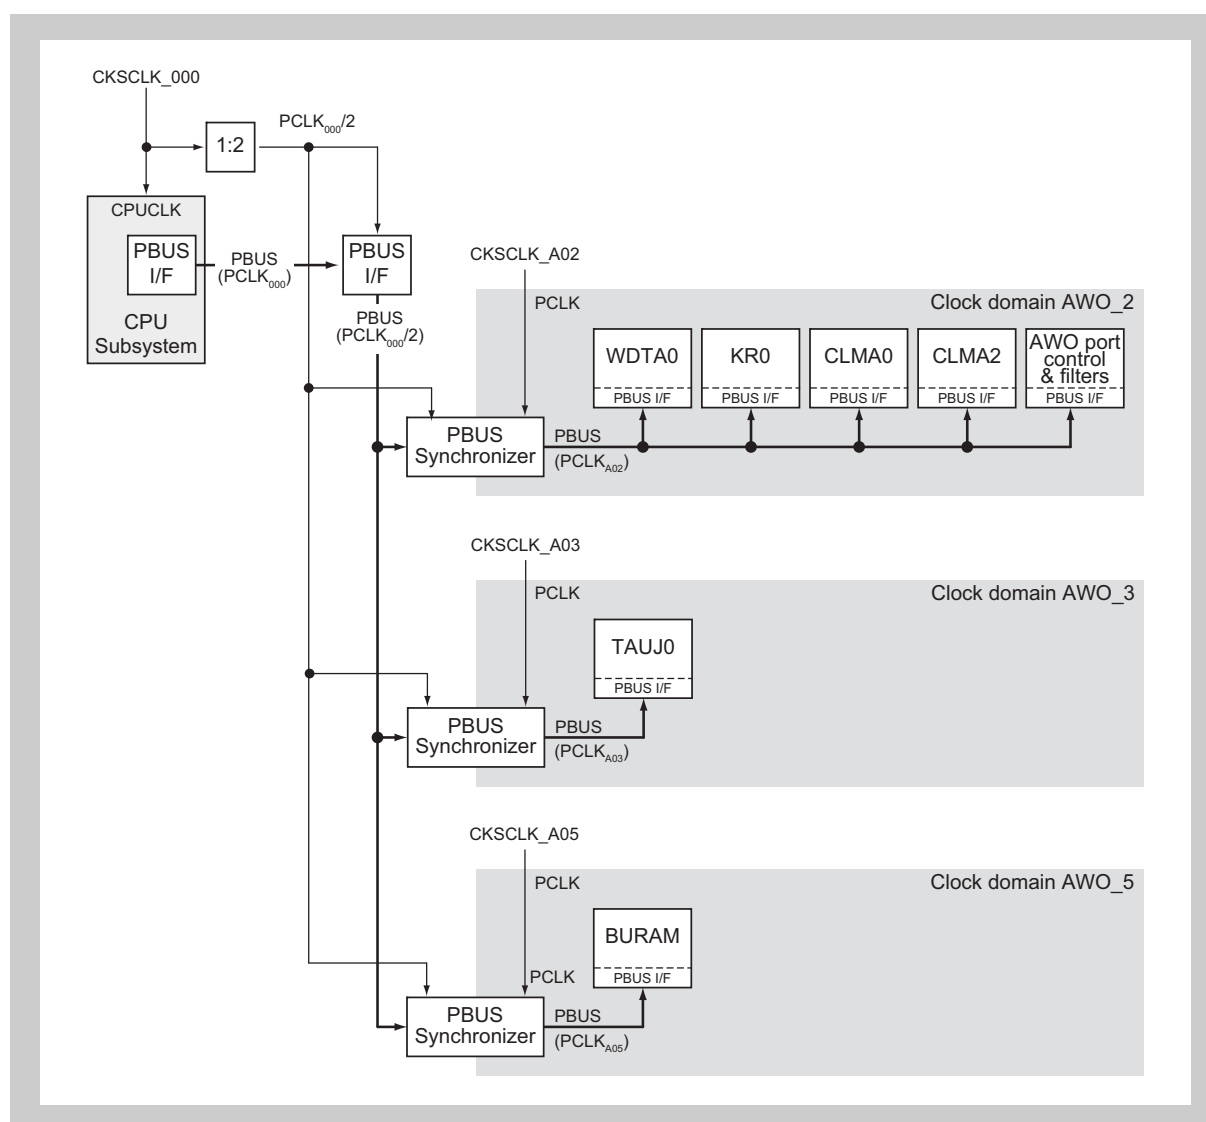 CKSCLK_000
PCLK000/2
1:2
CPUCLK
PBUS
I/F
CPU
Subsystem
PBUS
(PCLK000)
PBUS
I/F
PBUS
(PCLK000/2)
CKSCLK_A02
PCLK
Clock domain AWO_2
WDTA0
PBUS I/F
KR0
PBUS I/F
CLMA0
PBUS I/F
CLMA2
PBUS I/F
AWO port
control
& filters
PBUS I/F
PBUS
Synchronizer
PBUS
(PCLKA02)
CKSCLK_A03
PCLK
Clock domain AWO_3
TAUJ0
PBUS I/F
PBUS
Synchronizer
PBUS
(PCLKA03)
CKSCLK_A05
PCLK
Clock domain AWO_5
BURAM
PBUS I/F
PCLK
PBUS
Synchronizer
PBUS
(PCLKA05)